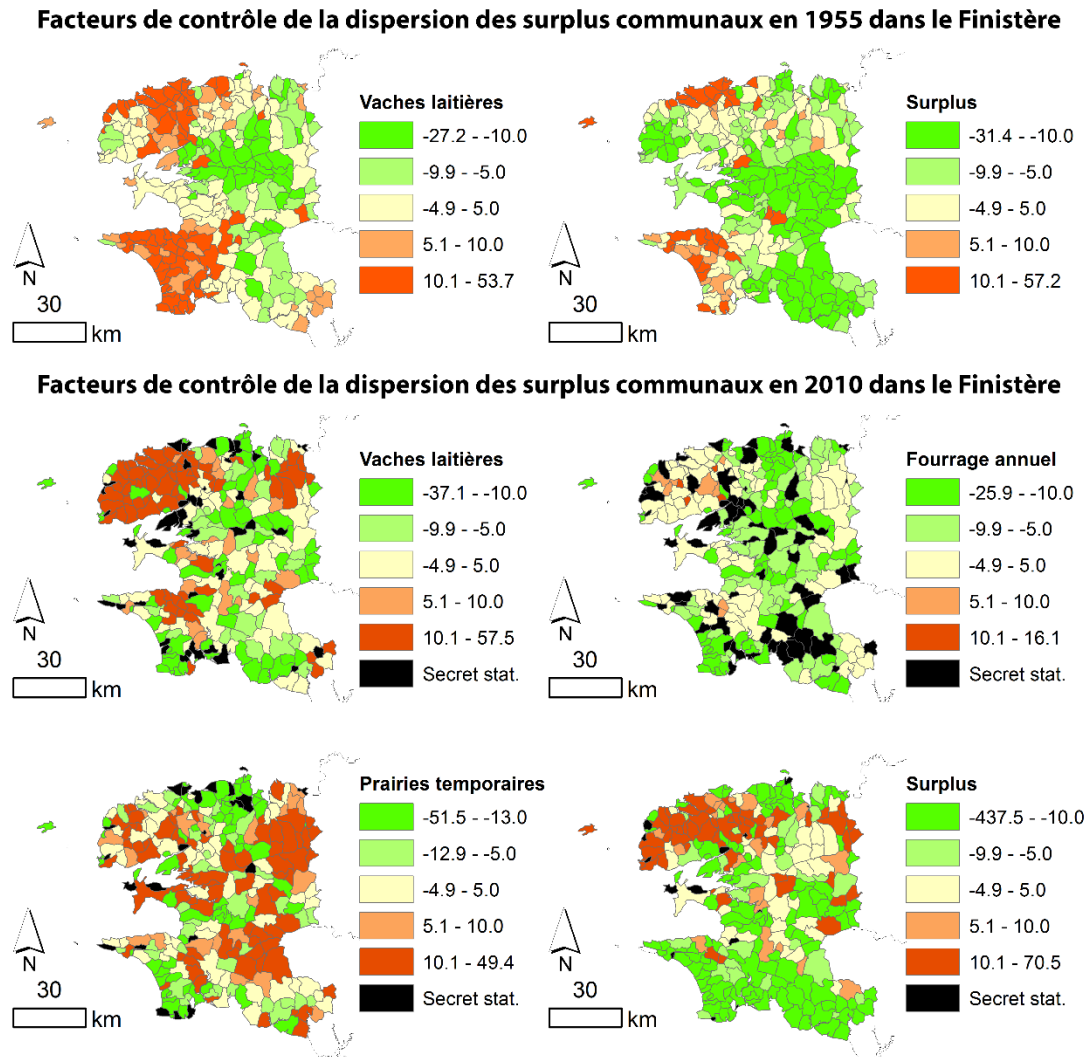 Facteurs de contrôle de la dispersion des surplus communaux en 1955 dans le Finistère
Vaches laitières
-27.2 - -10.0
-9.9 - -5.0
-4.9 - 5.0
5.1 - 10.0
10.1 - 53.7
N
30
km
Surplus
-31.4 - -10.0
-9.9 - -5.0
-4.9 - 5.0
5.1 - 10.0
10.1 - 57.2
N
30
km
Facteurs de contrôle de la dispersion des surplus communaux en 2010 dans le Finistère
Vaches laitières
-37.1 - -10.0
-9.9 - -5.0
-4.9 - 5.0
5.1 - 10.0
10.1 - 57.5
Secret stat.
N
30
km
Fourrage annuel
-25.9 - -10.0
-9.9 - -5.0
-4.9 - 5.0
5.1 - 10.0
10.1 - 16.1
Secret stat.
N
30
km
Prairies temporaires
-51.5 - -13.0
-12.9 - -5.0
-4.9 - 5.0
5.1 - 10.0
10.1 - 49.4
Secret stat.
N
30
km
Surplus
-437.5 - -10.0
-9.9 - -5.0
-4.9 - 5.0
5.1 - 10.0
10.1 - 70.5
Secret stat.
N
30
km